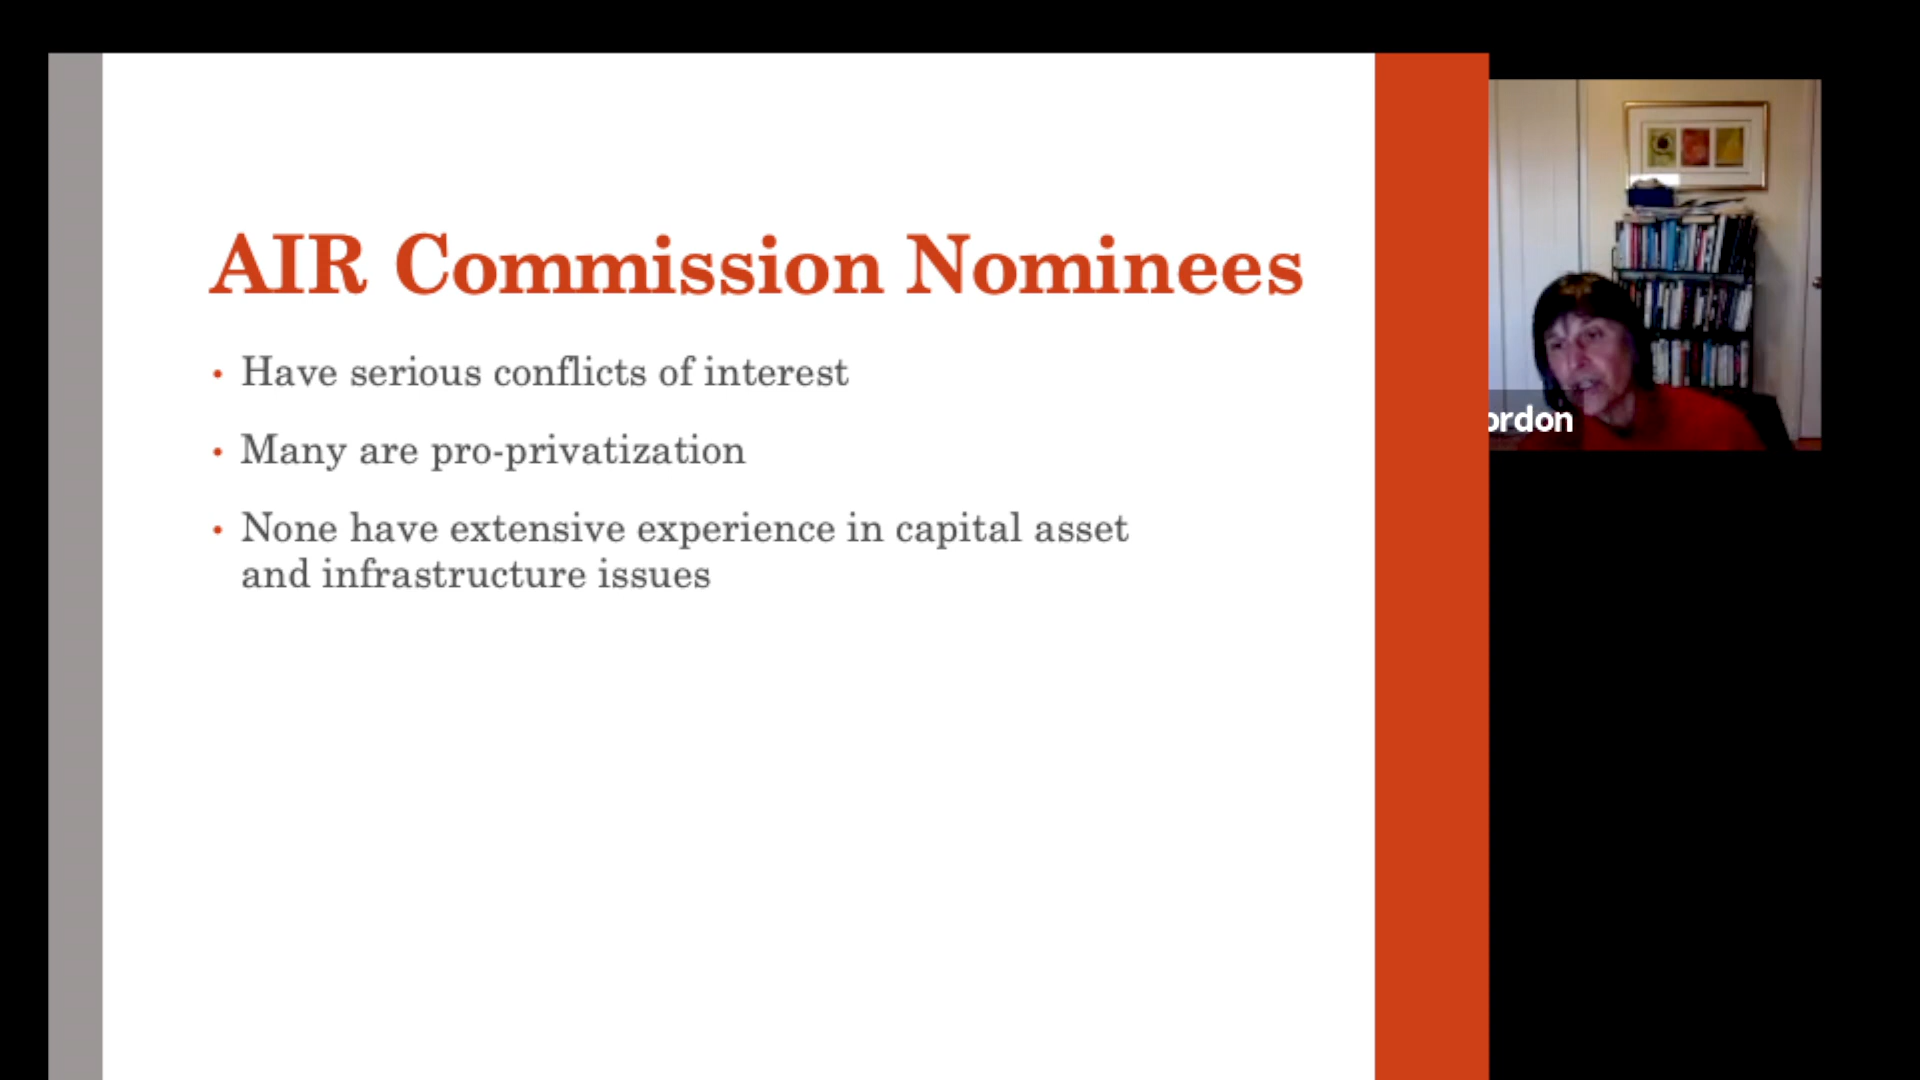 AIR Commission Nominees
• Have serious conflicts of interest
• Many are pro-privatization
• None have extensive experience in capital asset
and infrastructure issues
ordon